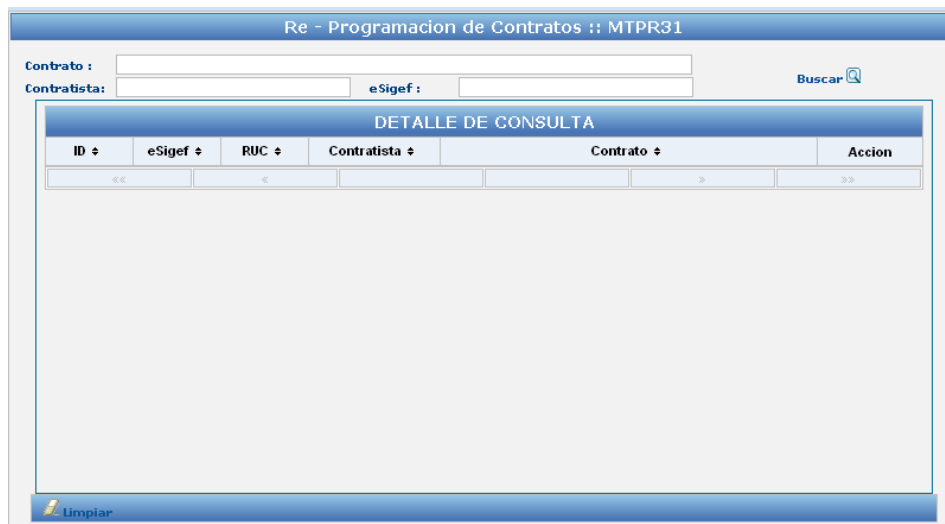 Re - Programacion de Contratos :: MTPR31
Contrato :
Buscar
Contratista: eSigef :
DETALLE DE CONSULTA
ID eSigef RUC Contratista Contrato Accion
«« « » »»
Limpiar